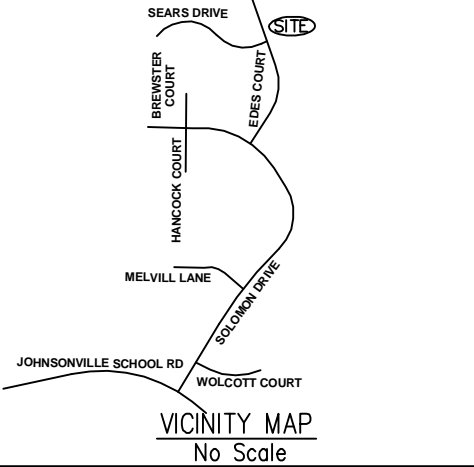 SEARS DRIVE
SITE
BREWSTER
COURT
EDES COURT
HANCOCK COURT
MELVILL LANE
SOLOMON DRIVE
JOHNSONVILLE SCHOOL RD
WOLCOTT COURT
VICINITY MAP
No Scale